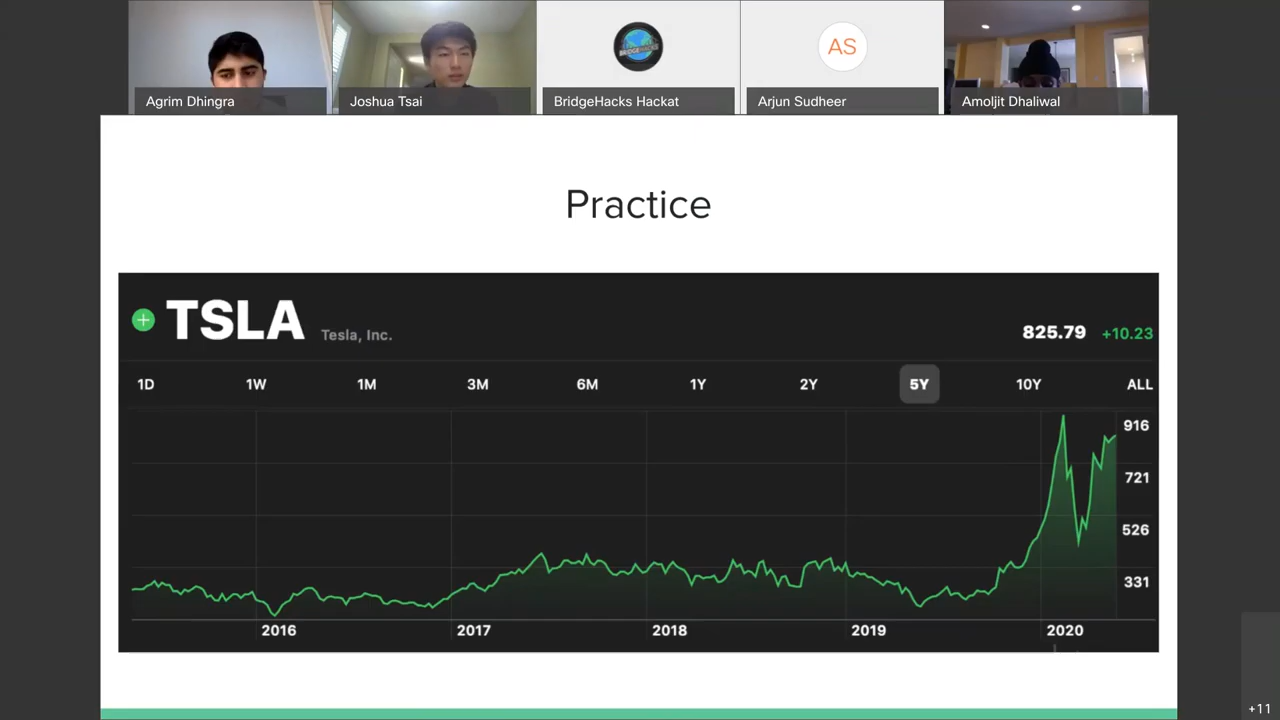 Agrim Dhingra
Joshua Tsai
BRIDGEHACKS
BridgeHacks Hackat
AS
Arjun Sudheer
Amoljit Dhaliwal
Practice
TSLA Tesla, Inc. 825.79 +10.23
1D 1W 1M 3M 6M 1Y 2Y 5Y 10Y ALL
916
721
526
331
2016 2017 2018 2019 2020
+11